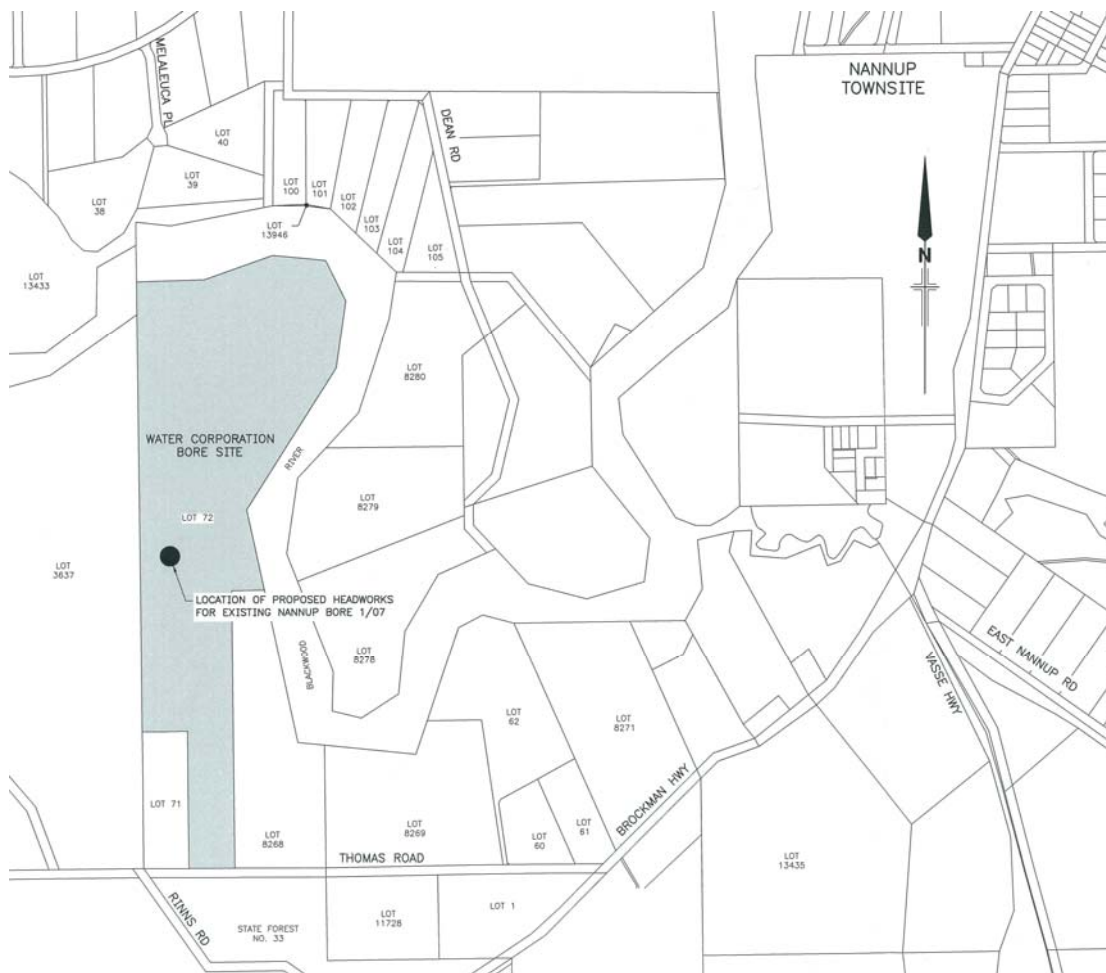 MELALEUCA PL
NANNUP
TOWNSITE
DEAN RD
LOT
40
LOT
39
LOT
38
LOT
100
LOT
101
LOT
102
LOT
103
LOT
104
LOT
105
LOT
13946
N
LOT
13433
LOT
8280
WATER CORPORATION
BORE SITE
RIVER
LOT
8279
LOT 72
LOT
3637
LOCATION OF PROPOSED HEADWORKS
FOR EXISTING NANNUP BORE 1/07
BLACKWOOD
LOT
8278
EAST NANNUP RD
VASSE HWY
LOT
62
LOT
8271
BROCKMAN HWY
LOT 71
LOT
8268
LOT
8269
LOT
60
LOT
61
THOMAS ROAD
LOT
13435
RINNS RD
STATE FOREST
NO. 33
LOT
11728
LOT 1